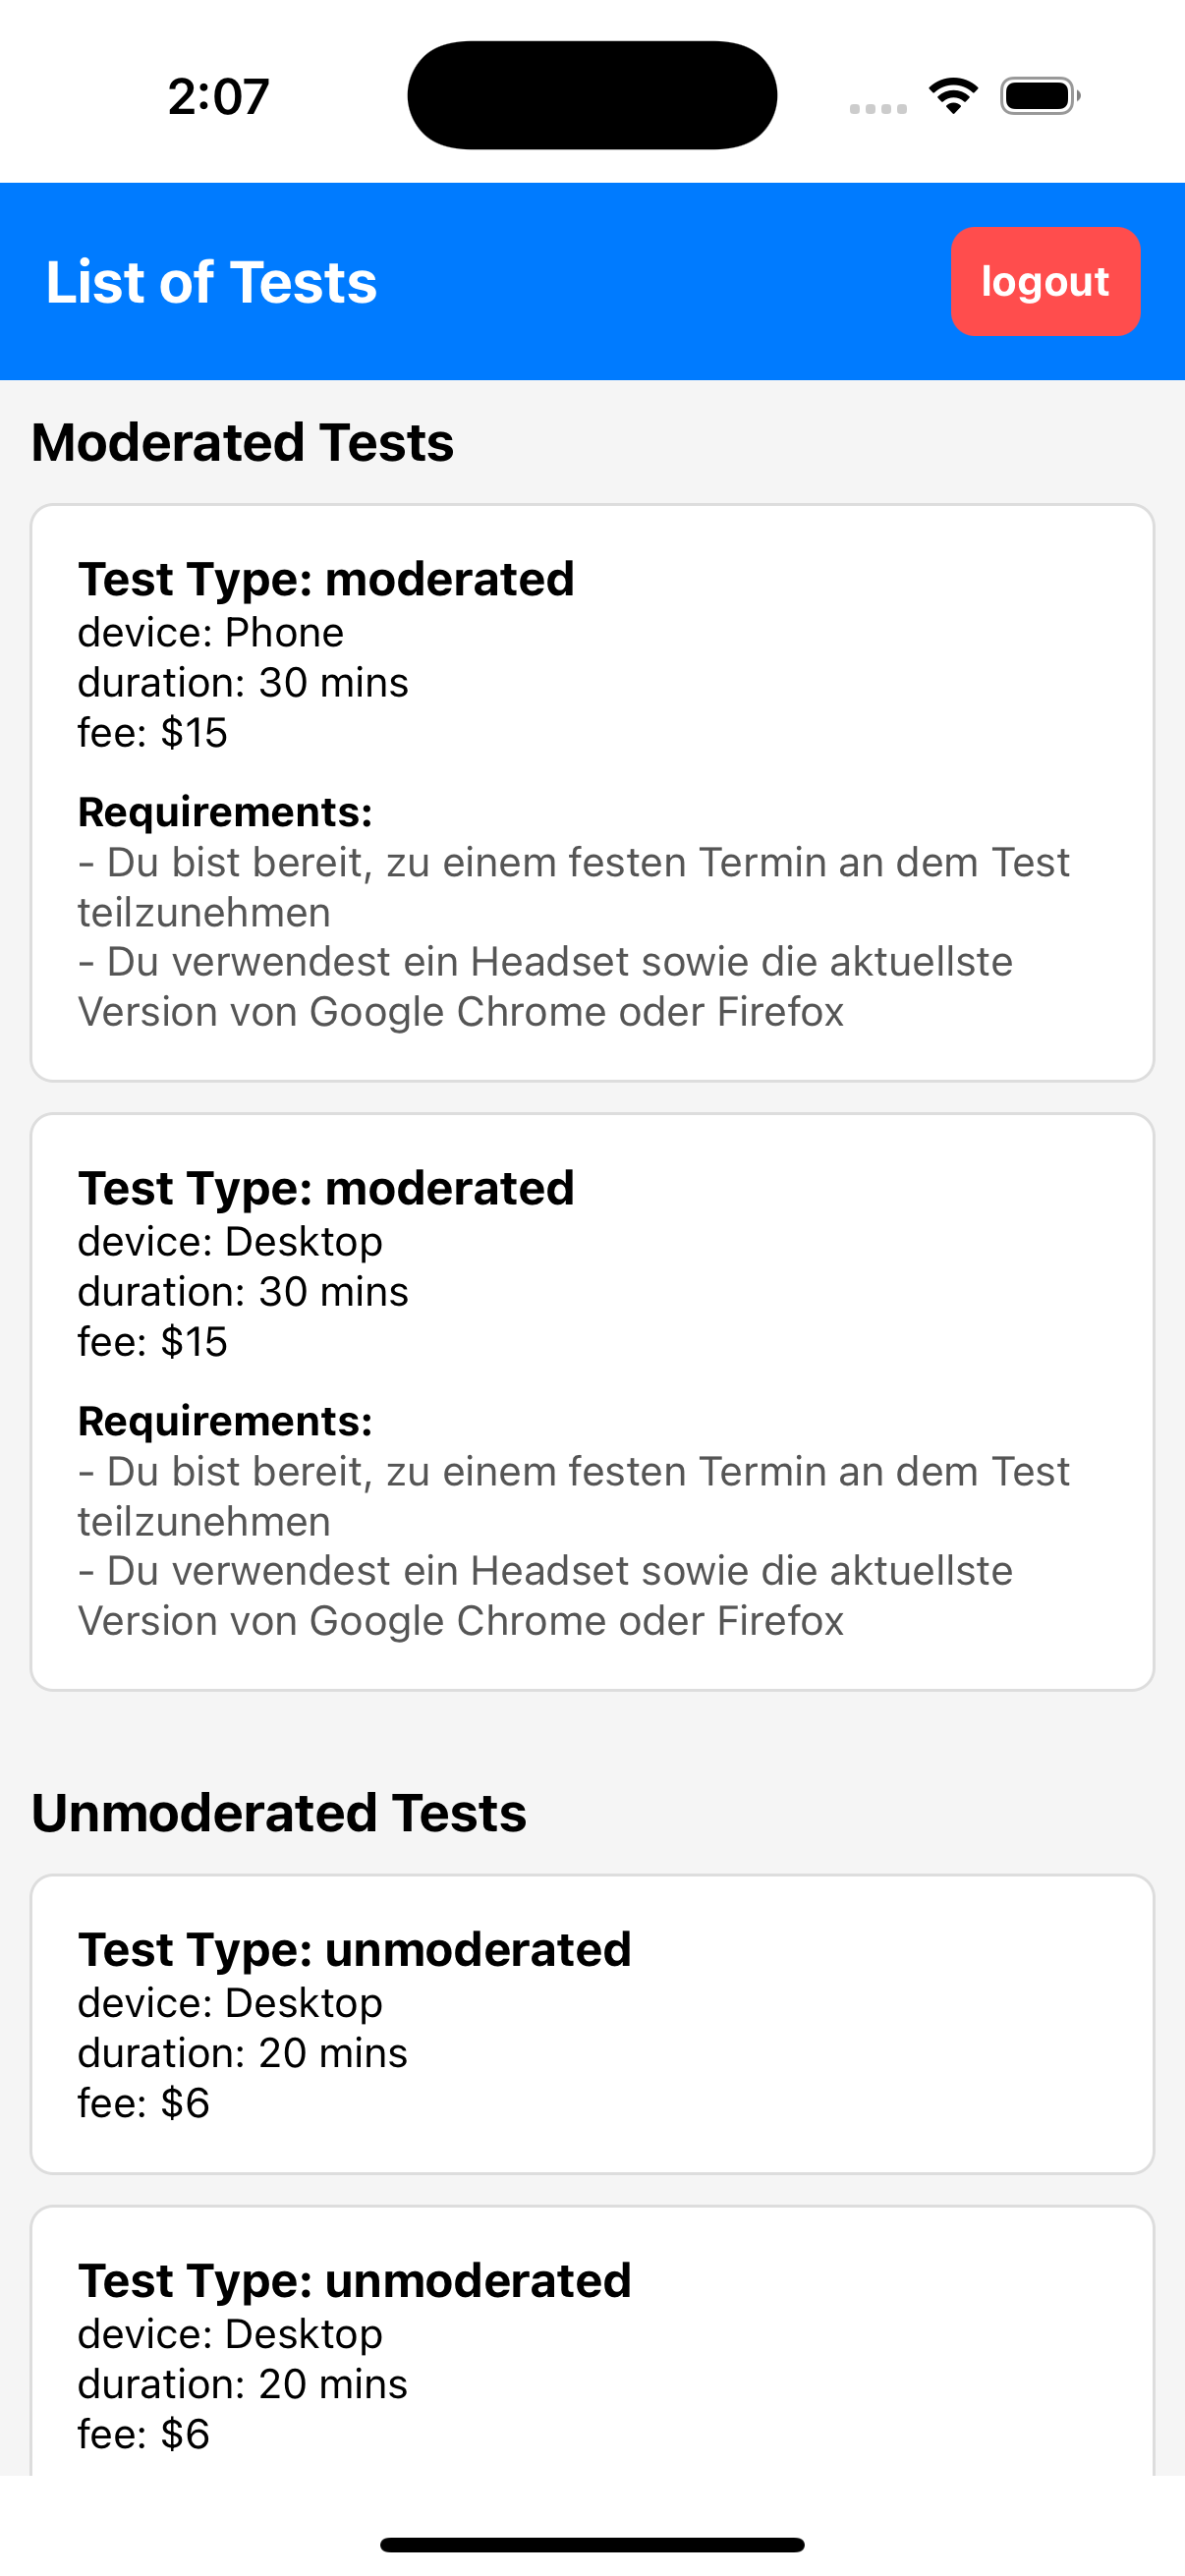 2:07
List of Tests
logout
Moderated Tests
Test Type: moderated
device: Phone
duration: 30 mins
fee: $15
Requirements:
- Du bist bereit, zu einem festen Termin an dem Test
teilzunehmen
- Du verwendest ein Headset sowie die aktuellste
Version von Google Chrome oder Firefox
Test Type: moderated
device: Desktop
duration: 30 mins
fee: $15
Requirements:
- Du bist bereit, zu einem festen Termin an dem Test
teilzunehmen
- Du verwendest ein Headset sowie die aktuellste
Version von Google Chrome oder Firefox
Unmoderated Tests
Test Type: unmoderated
device: Desktop
duration: 20 mins
fee: $6
Test Type: unmoderated
device: Desktop
duration: 20 mins
fee: $6